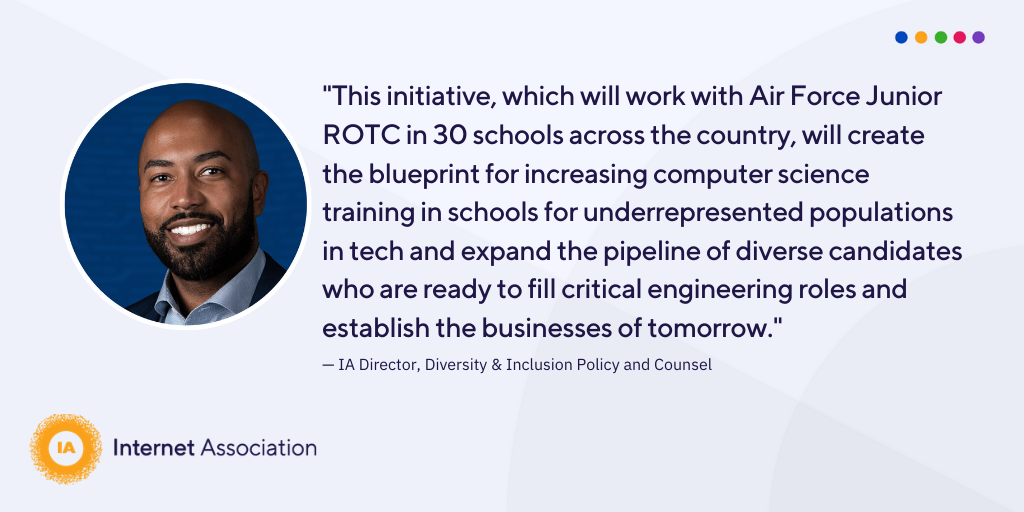 "This initiative, which will work with Air Force Junior
ROTC in 30 schools across the country, will create
the blueprint for increasing computer science
training in schools for underrepresented populations
in tech and expand the pipeline of diverse candidates
who are ready to fill critical engineering roles and
establish the businesses of tomorrow."
— IA Director, Diversity & Inclusion Policy and Counsel
IA Internet Association